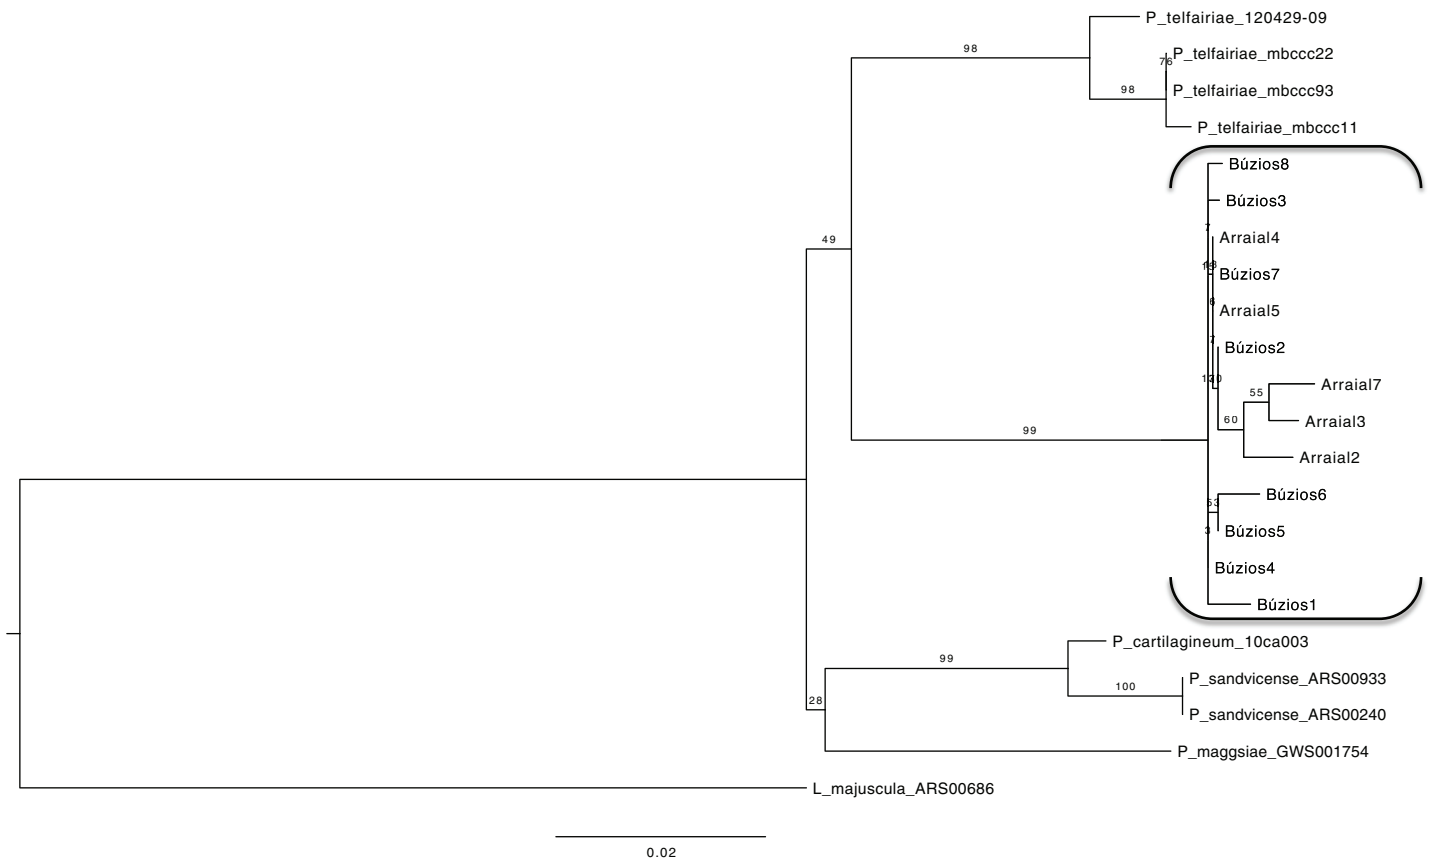 P_telfairiae_120429-09
98
P_telfairiae_mbccc22
76
98
P_telfairiae_mbccc93
P_telfairiae_mbccc11
Búzios8
Búzios3
7
Arraial4
49
Búzios7
6
Arraial5
7
Búzios2
Arraial7
55
60
Arraial3
99
Arraial2
Búzios6
53
Búzios5
3
Búzios4
Búzios1
P_cartilagineum_10ca003
99
P_sandvicense_ARS00933
100
28
P_sandvicense_ARS00240
P_maggsiae_GWS001754
L_majuscula_ARS00686
0.02